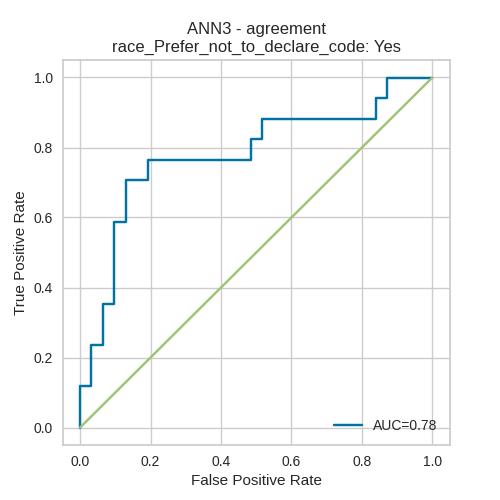 ANN3 - agreement
race_Prefer_not_to_declare_code: Yes
True Positive Rate
1.0
0.8
0.6
0.4
0.2
0.0
AUC=0.78
0.0 0.2 0.4 0.6 0.8 1.0
False Positive Rate